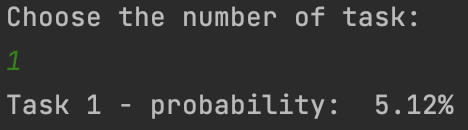 Choose the number of task:
1
Task 1 - probability:  5.12%